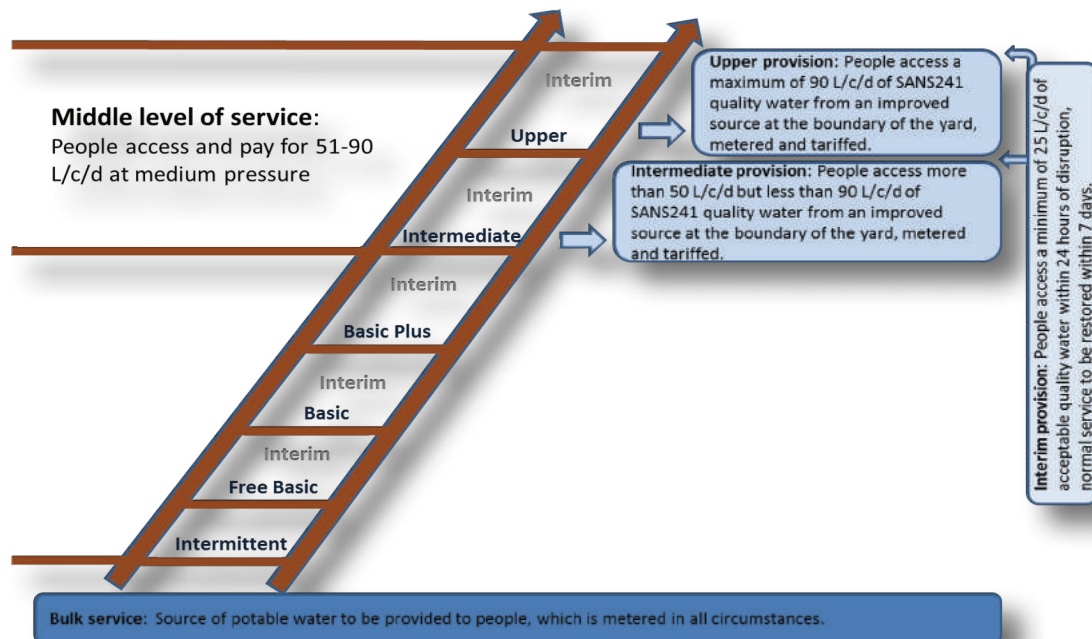 Middle level of service:
People access and pay for 51-90
L/c/d at medium pressure
Interim
Upper
Interim
Intermediate
Interim
Basic Plus
Interim
Basic
Interim
Free Basic
Intermittent
Upper provision: People access a
maximum of 90 L/c/d of SANS241
quality water from an improved
source at the boundary of the yard,
metered and tariffed.
Intermediate provision: People access more
than 50 L/c/d but less than 90 L/c/d of
SANS241 quality water from an improved
source at the boundary of the yard, metered
and tariffed.
Interim provision: People access a minimum of 25 L/c/d of
acceptable quality water within 24 hours of disruption,
normal service to be restored within 7 days.
Bulk service: Source of potable water to be provided to people, which is metered in all circumstances.